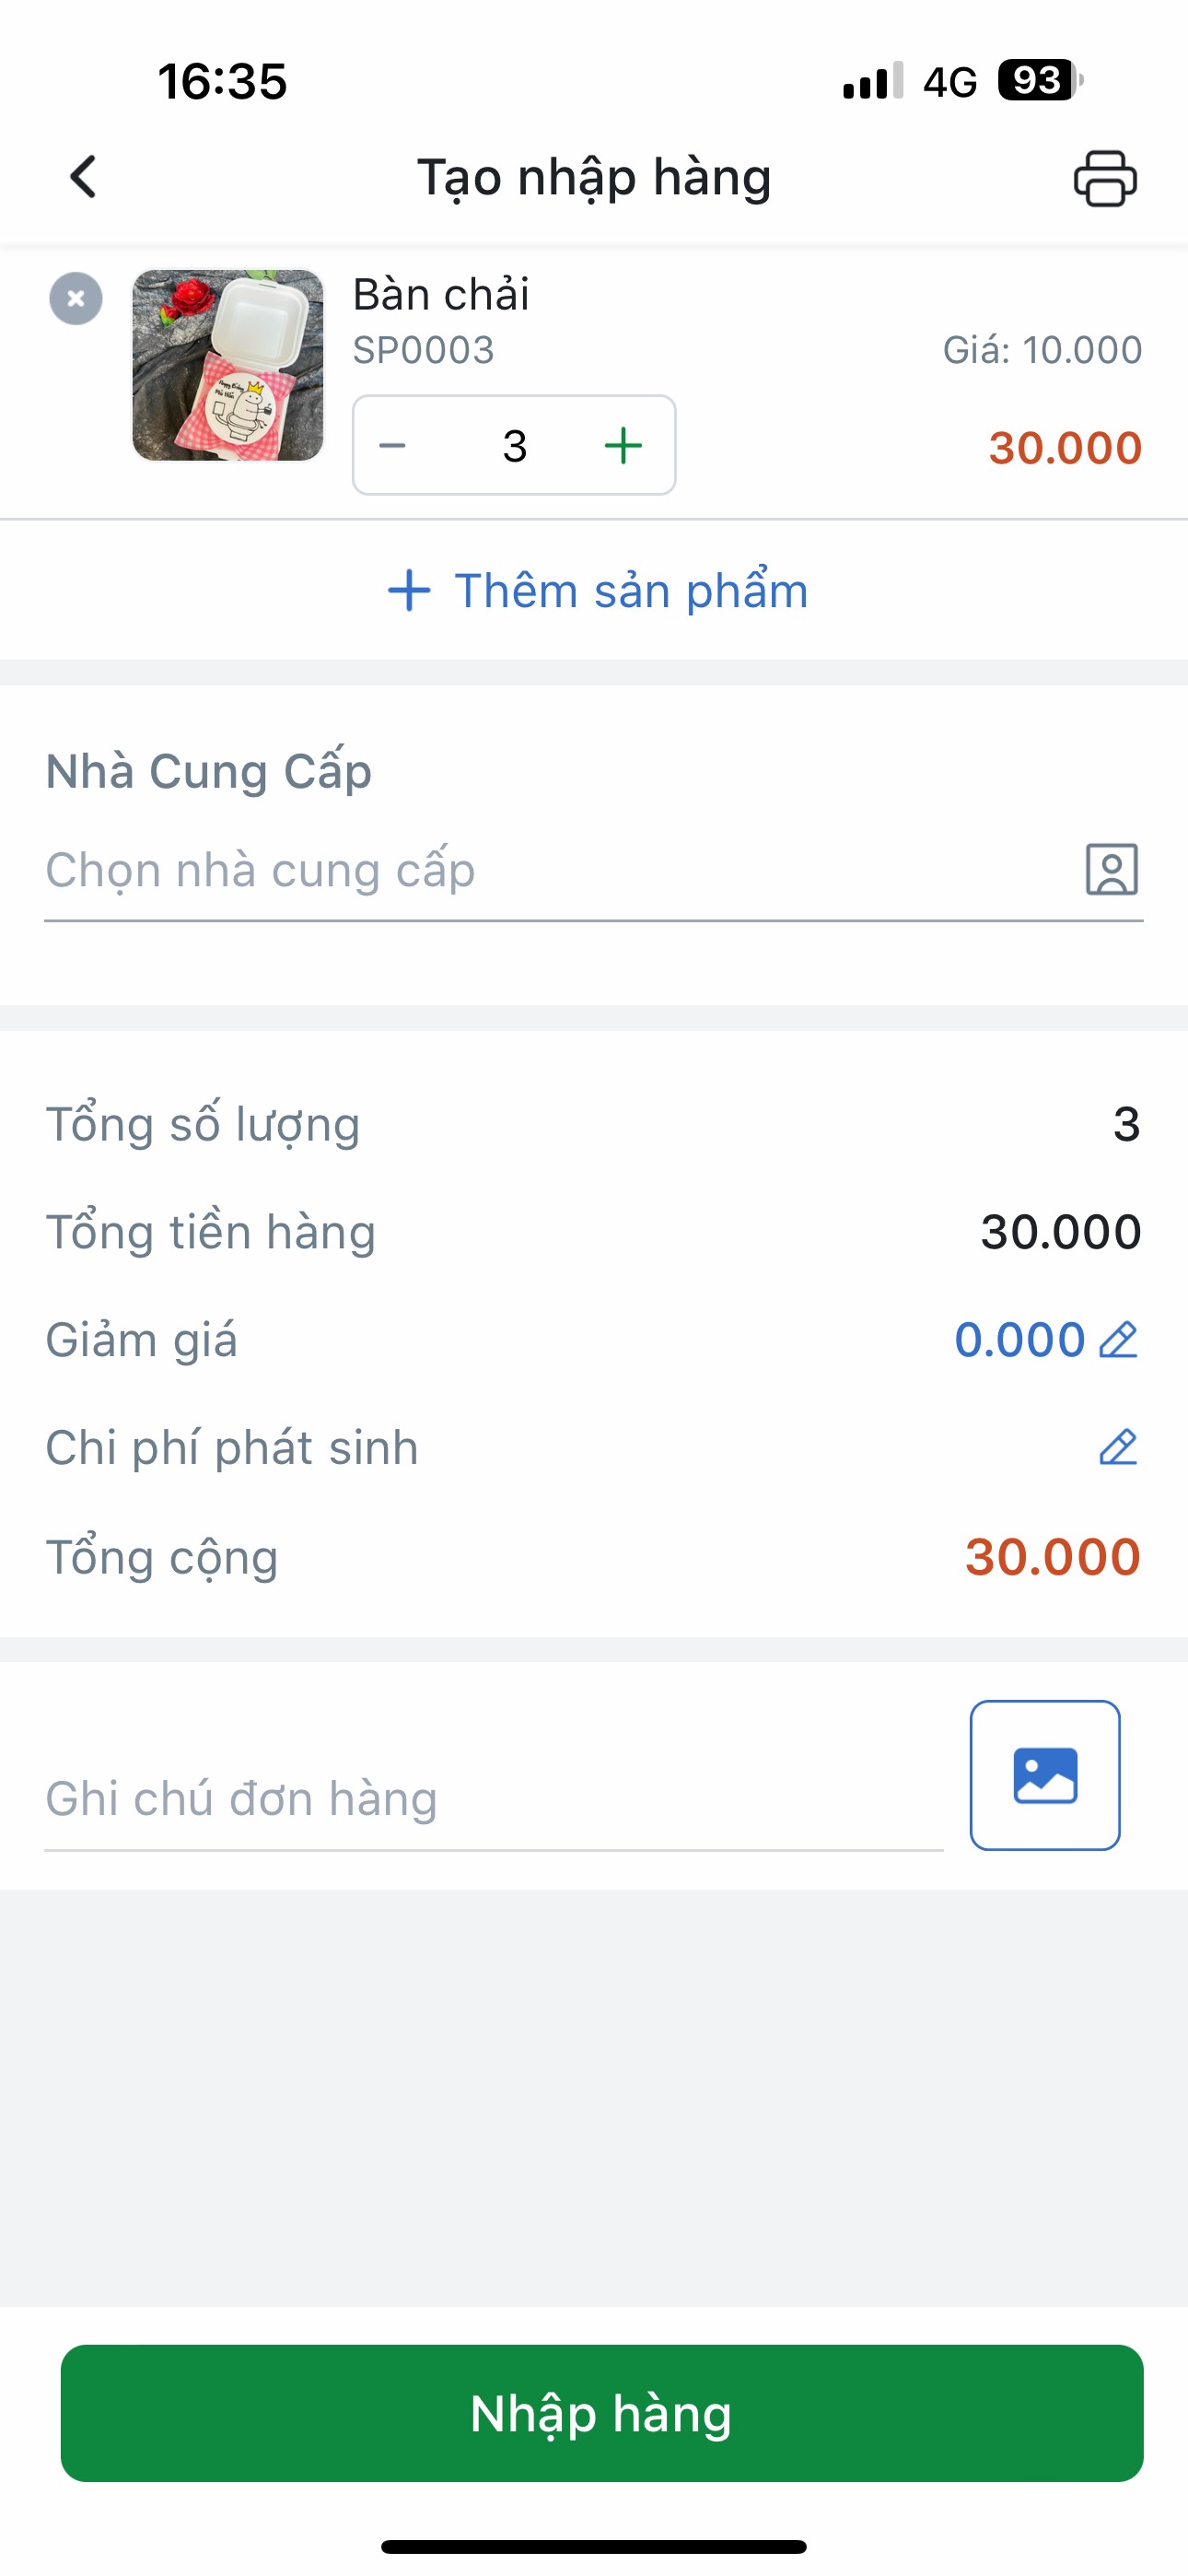 16:35 4G 93
Tạo nhập hàng
Bàn chải
SP0003 Giá: 10.000
3 30.000
Thêm sản phẩm
Nhà Cung Cấp
Chọn nhà cung cấp
Tổng số lượng 3
Tổng tiền hàng 30.000
Giảm giá 0.000
Chi phí phát sinh
Tổng cộng 30.000
Ghi chú đơn hàng
Nhập hàng